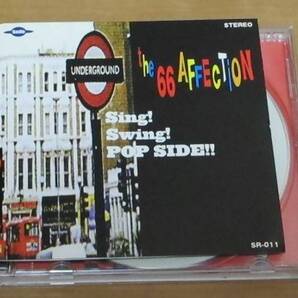 STEREO
the 66 AFFECTION
UNDERGROUND
Sing!
Swing!
POP SIDE!!
SR-011